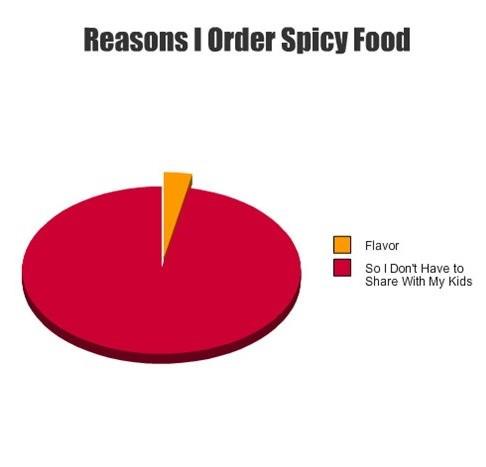 Reasons I Order Spicy Food
Flavor
So I Don't Have to
Share With My Kids